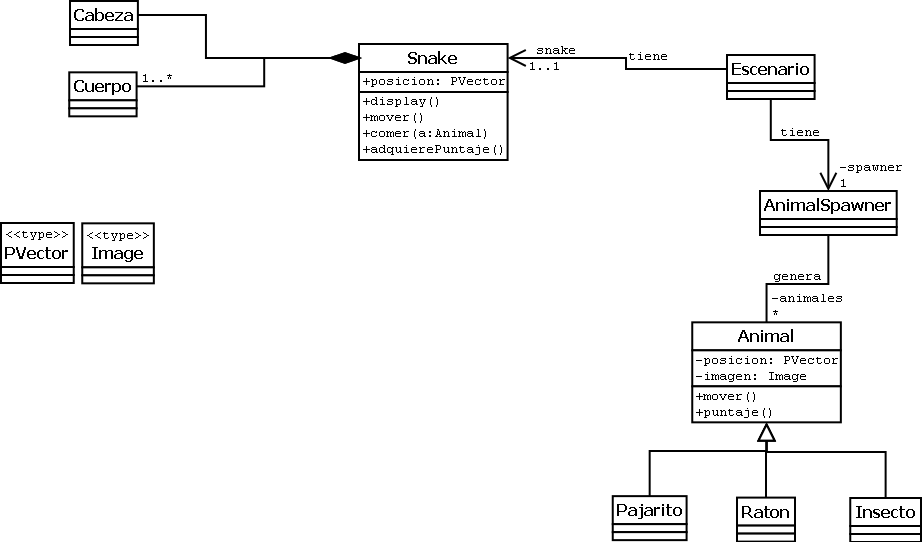 Cabeza
Cuerpo
1..*
Snake
+posicion: PVector
+display()
+mover()
+comer(a:Animal)
+adquierePuntaje()
snake
1..1
tiene
Escenario
tiene
-spawner
1
AnimalSpawner
<<type>>
PVector
<<type>>
Image
genera
-animales
*
Animal
-posicion: PVector
-imagen: Image
+mover()
+puntaje()
Pajarito
Raton
Insecto